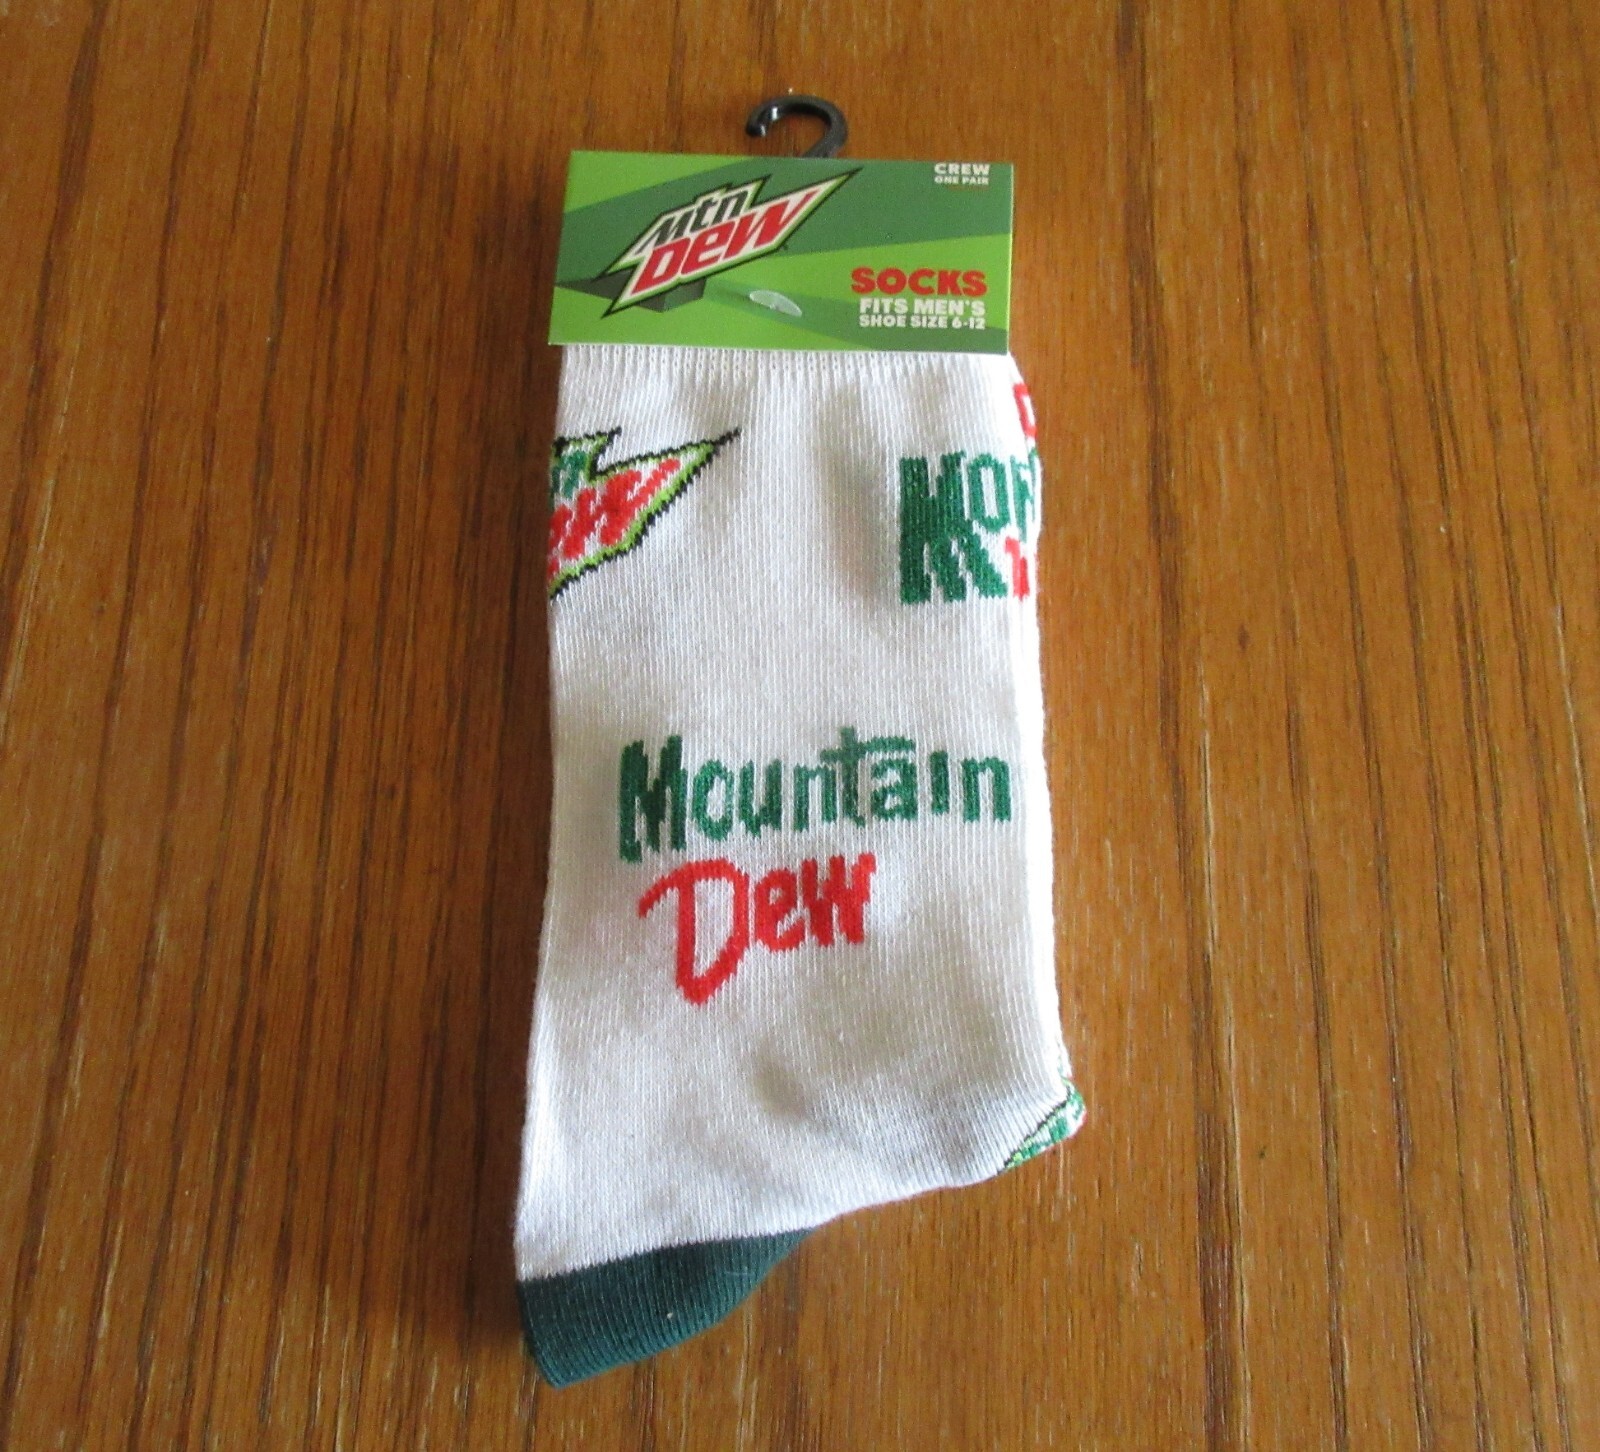 CREW
ONE PAIR
mtn
DEW
SOCKS
FITS MEN'S
SHOE SIZE 6-12
Mountain
Dew